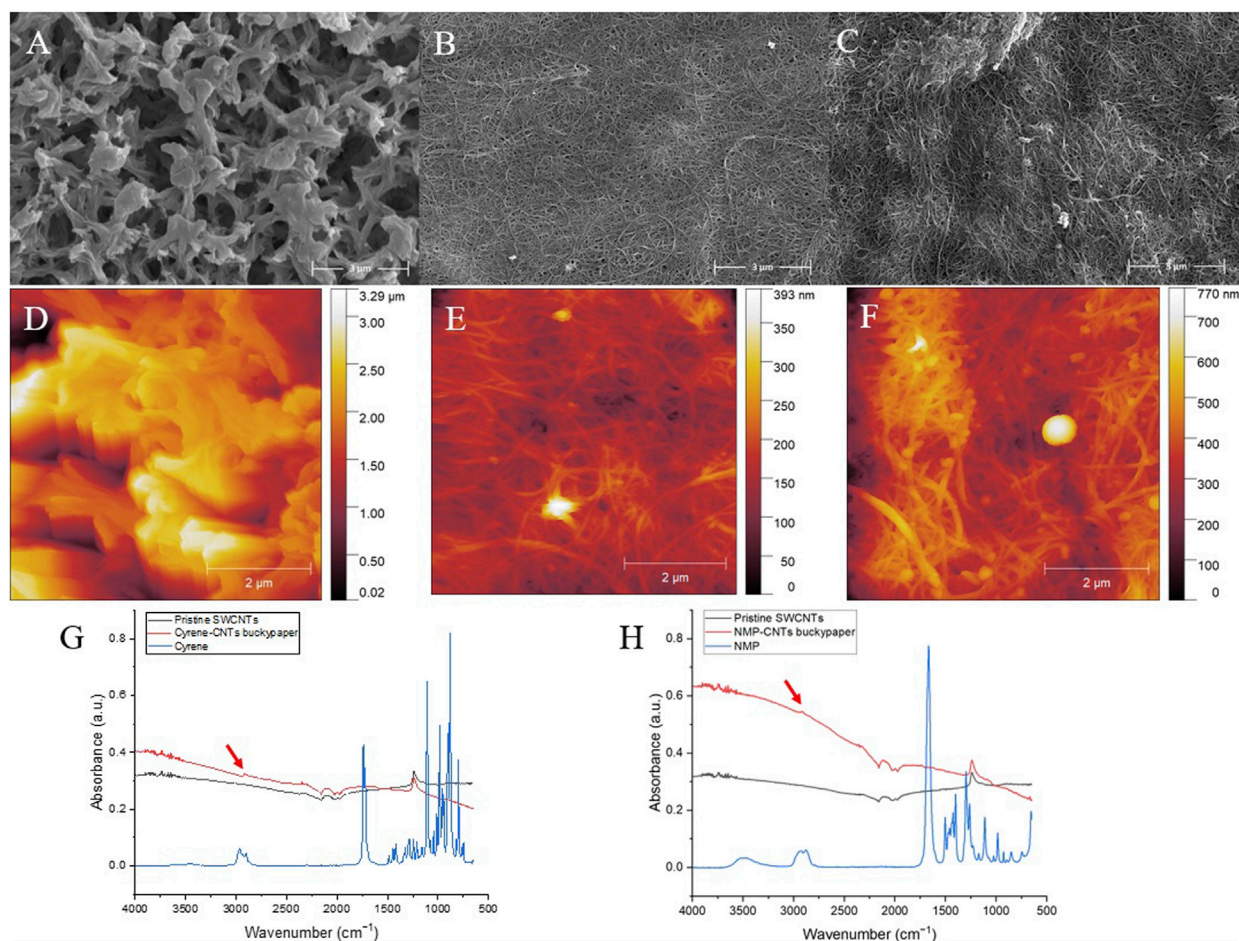 A
B
C
3 µm
3 µm
3 µm
D
3.29 µm
3.00
2.50
2.00
1.50
1.00
0.50
0.02
2 µm
E
393 nm
350
300
250
200
150
100
50
0
2 µm
F
770 nm
700
600
500
400
300
200
100
0
2 µm
G
Pristine SWCNTs
Cyrene-CNTs buckypaper
Cyrene
0.8
0.6
0.4
0.2
0.0
Absorbance (a.u.)
4000 3500 3000 2500 2000 1500 1000 500
Wavenumber (cm⁻¹)
H
Pristine SWCNTs
NMP-CNTs buckypaper
NMP
0.8
0.6
0.4
0.2
0.0
Absorbance (a.u.)
4000 3500 3000 2500 2000 1500 1000 500
Wavenumber (cm⁻¹)